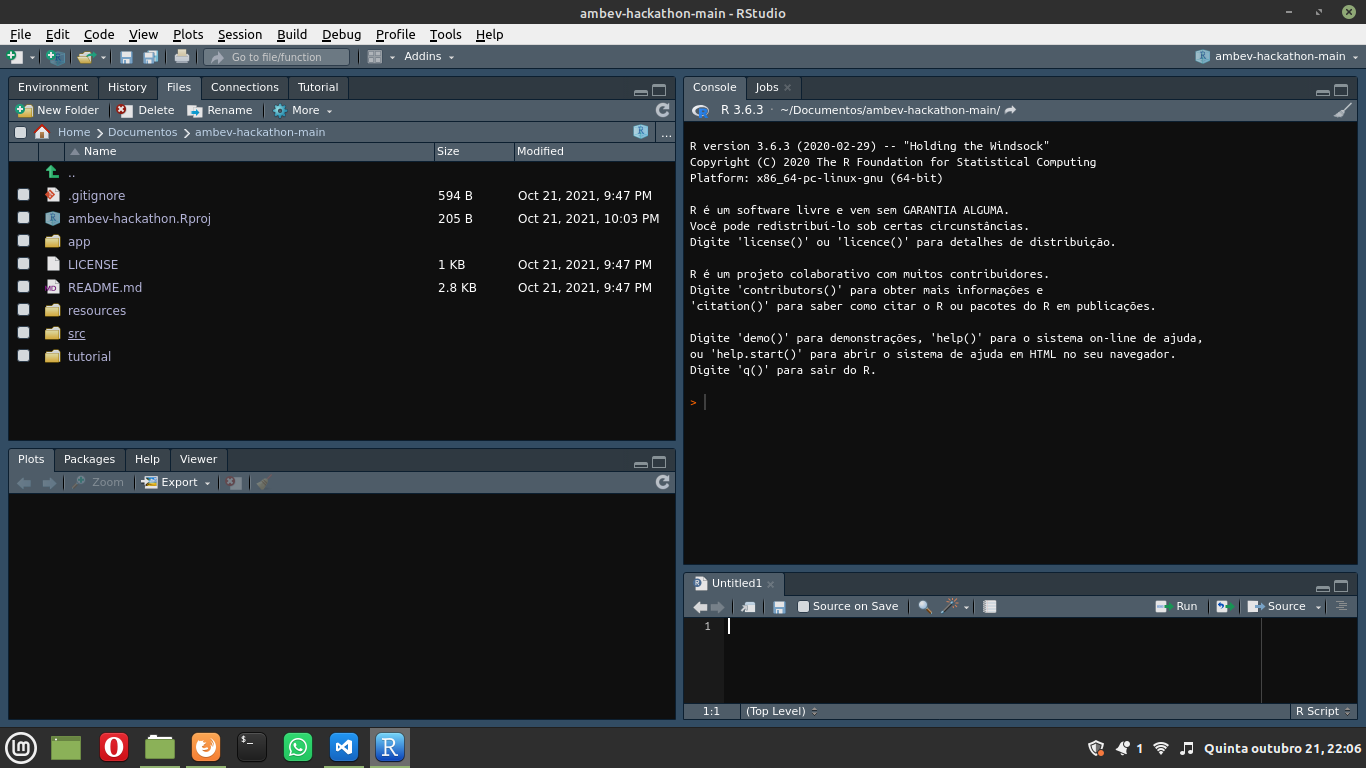 ambev-hackathon-main - RStudio
File Edit Code View Plots Session Build Debug Profile Tools Help
Go to file/function Addins ambev-hackathon-main
Environment History Files Connections Tutorial
New Folder Delete Rename More
Home Documentos ambev-hackathon-main ...
Name Size Modified
..
.gitignore 594 B Oct 21, 2021, 9:47 PM
ambev-hackathon.Rproj 205 B Oct 21, 2021, 10:03 PM
app
LICENSE 1 KB Oct 21, 2021, 9:47 PM
README.md 2.8 KB Oct 21, 2021, 9:47 PM
resources
src
tutorial
Plots Packages Help Viewer
Zoom Export
Console Jobs
R 3.6.3 · ~/Documentos/ambev-hackathon-main/
R version 3.6.3 (2020-02-29) -- "Holding the Windsock"
Copyright (C) 2020 The R Foundation for Statistical Computing
Platform: x86_64-pc-linux-gnu (64-bit)
R é um software livre e vem sem GARANTIA ALGUMA.
Você pode redistribuí-lo sob certas circunstâncias.
Digite 'license()' ou 'licence()' para detalhes de distribuição.
R é um projeto colaborativo com muitos contribuidores.
Digite 'contributors()' para obter mais informações e
'citation()' para saber como citar o R ou pacotes do R em publicações.
Digite 'demo()' para demonstrações, 'help()' para o sistema on-line de ajuda,
ou 'help.start()' para abrir o sistema de ajuda em HTML no seu navegador.
Digite 'q()' para sair do R.
>
Untitled1
Source on Save Run Source
1
1:1 (Top Level) R Script
1 Quinta outubro 21, 22:06